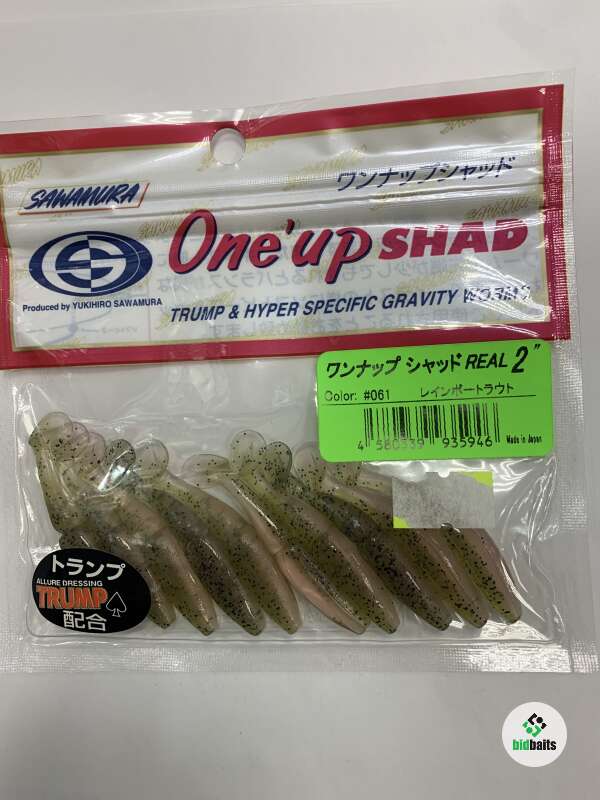 SAWAMURA
ワンナップシャッド
One' up SHAD
Produced by YUKIHIRO SAWAMURA
TRUMP & HYPER SPECIFIC GRAVITY WORMS
ワンナップ シャッド REAL 2"
Color: #061 レインボートラウト
4 580339 935946
Made in Japan
トランプ
ALLURE DRESSING
TRUMP
配合
bidbaits